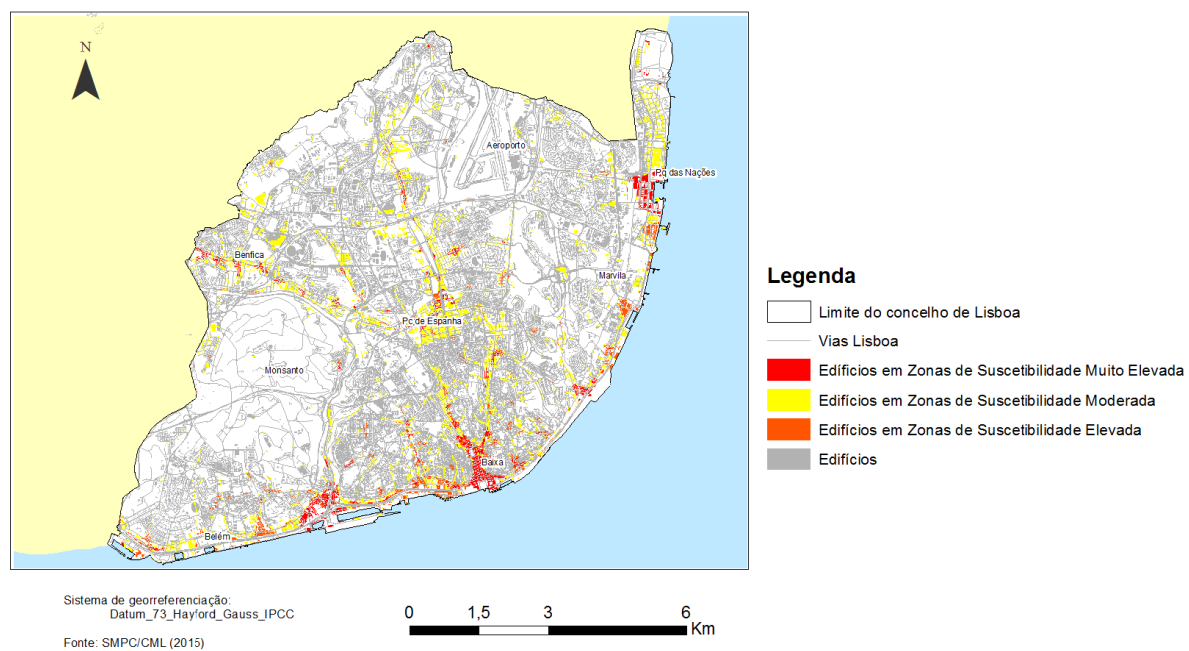 N
Aeroporto
Pq das Nações
Benfica
Marvila
Pc de Espanha
Monsanto
Baixa
Belém
Legenda
Limite do concelho de Lisboa
Vias Lisboa
Edifícios em Zonas de Suscetibilidade Muito Elevada
Edifícios em Zonas de Suscetibilidade Moderada
Edifícios em Zonas de Suscetibilidade Elevada
Edifícios
Sistema de georreferenciação:
Datum_73_Hayford_Gauss_IPCC
Fonte: SMPC/CML (2015)
0 1,5 3 6
Km